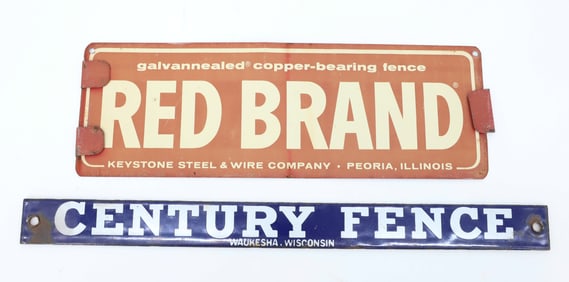 galvannealed® copper-bearing fence
RED BRAND®
KEYSTONE STEEL & WIRE COMPANY • PEORIA, ILLINOIS
CENTURY FENCE
WAUKESHA, WISCONSIN